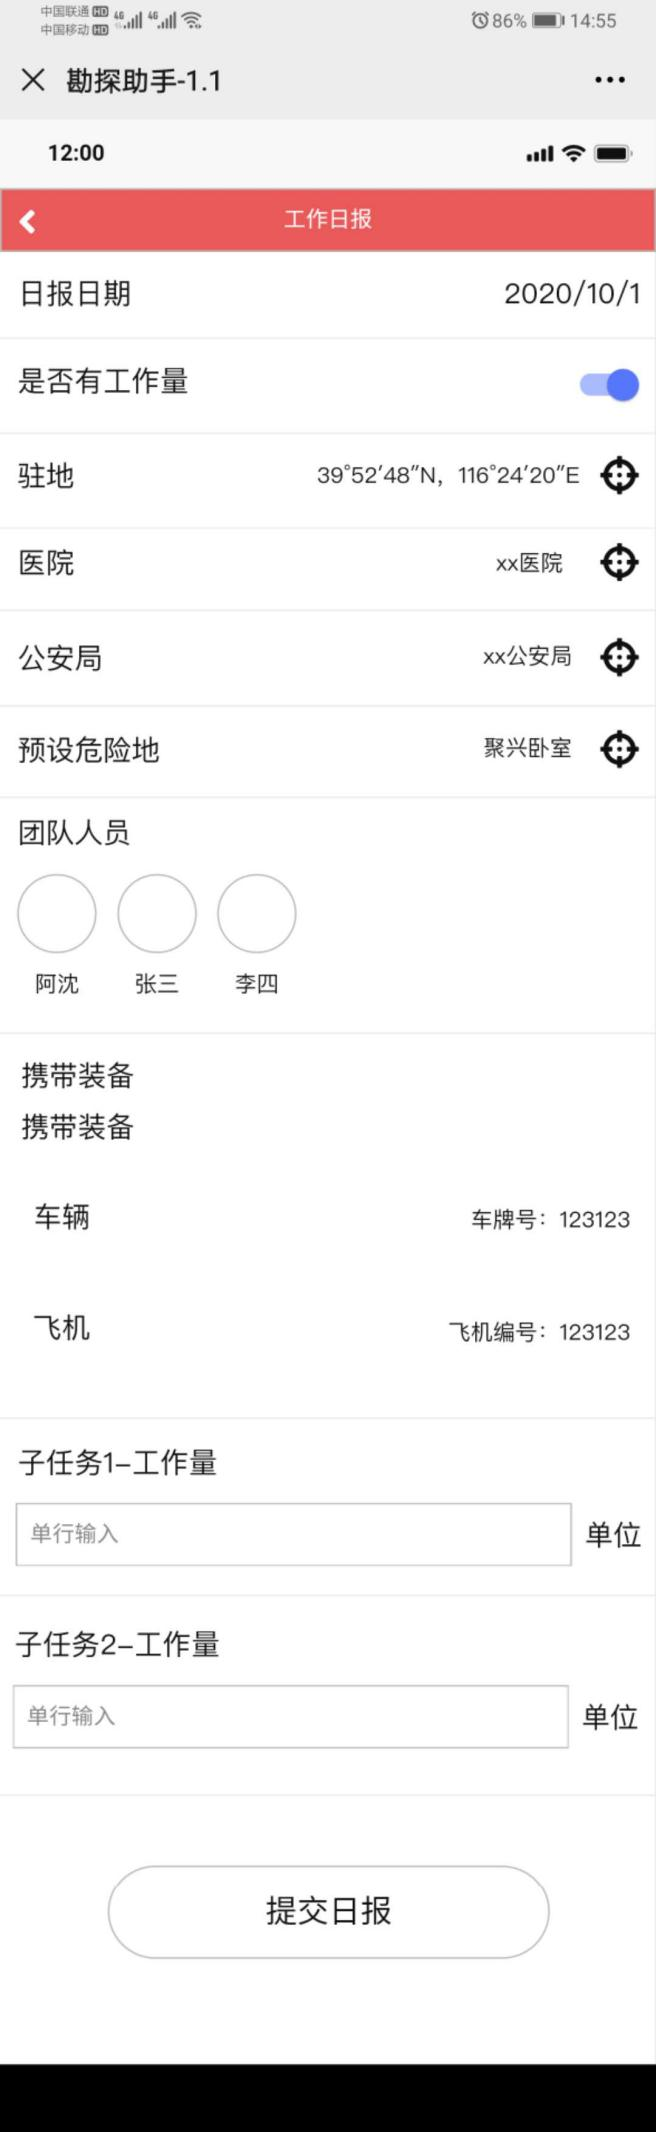 中国联通 HD 4G 4G 86% 14:55
中国移动 HD
勘探助手-1.1
12:00
工作日报
日报日期 2020/10/1
是否有工作量
驻地 39°52′48″N, 116°24′20″E
医院 xx医院
公安局 xx公安局
预设危险地 聚兴卧室
团队人员
阿沈 张三 李四
携带装备
携带装备
车辆 车牌号：123123
飞机 飞机编号：123123
子任务1-工作量
单行输入 单位
子任务2-工作量
单行输入 单位
提交日报